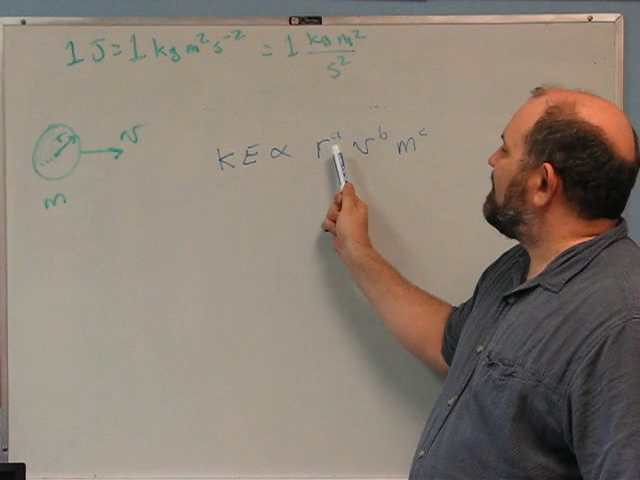 1 J = 1 kg m² s⁻² = 1 kg m² / s²
r v
m
KE ∝ rᵃ vᵇ mᶜ